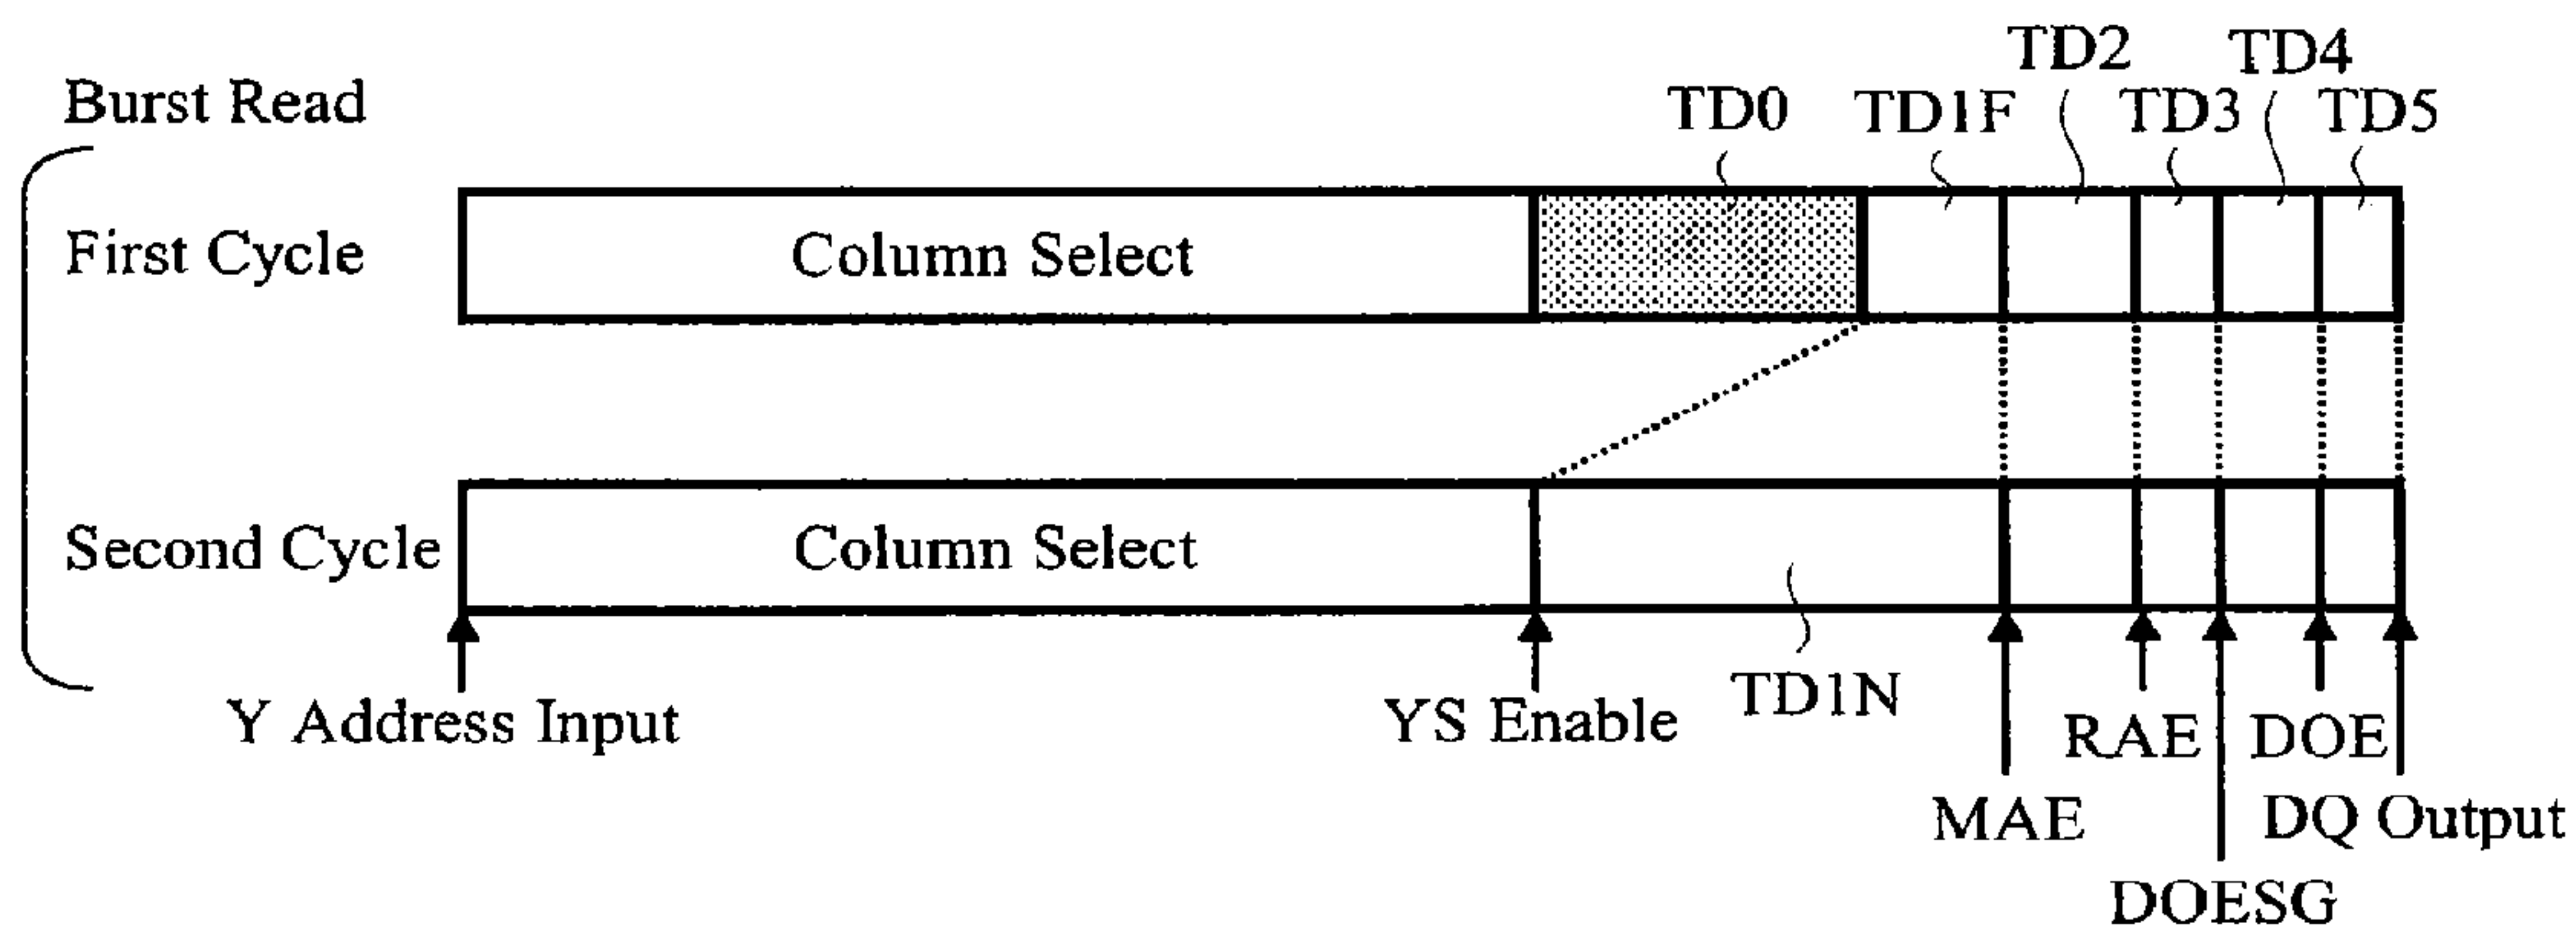 TD2 TD4
Burst Read TD0 TD1F TD3 TD5
First Cycle Column Select
Second Cycle Column Select
Y Address Input YS Enable TD1N
RAE DOE
MAE DQ Output
DOESG